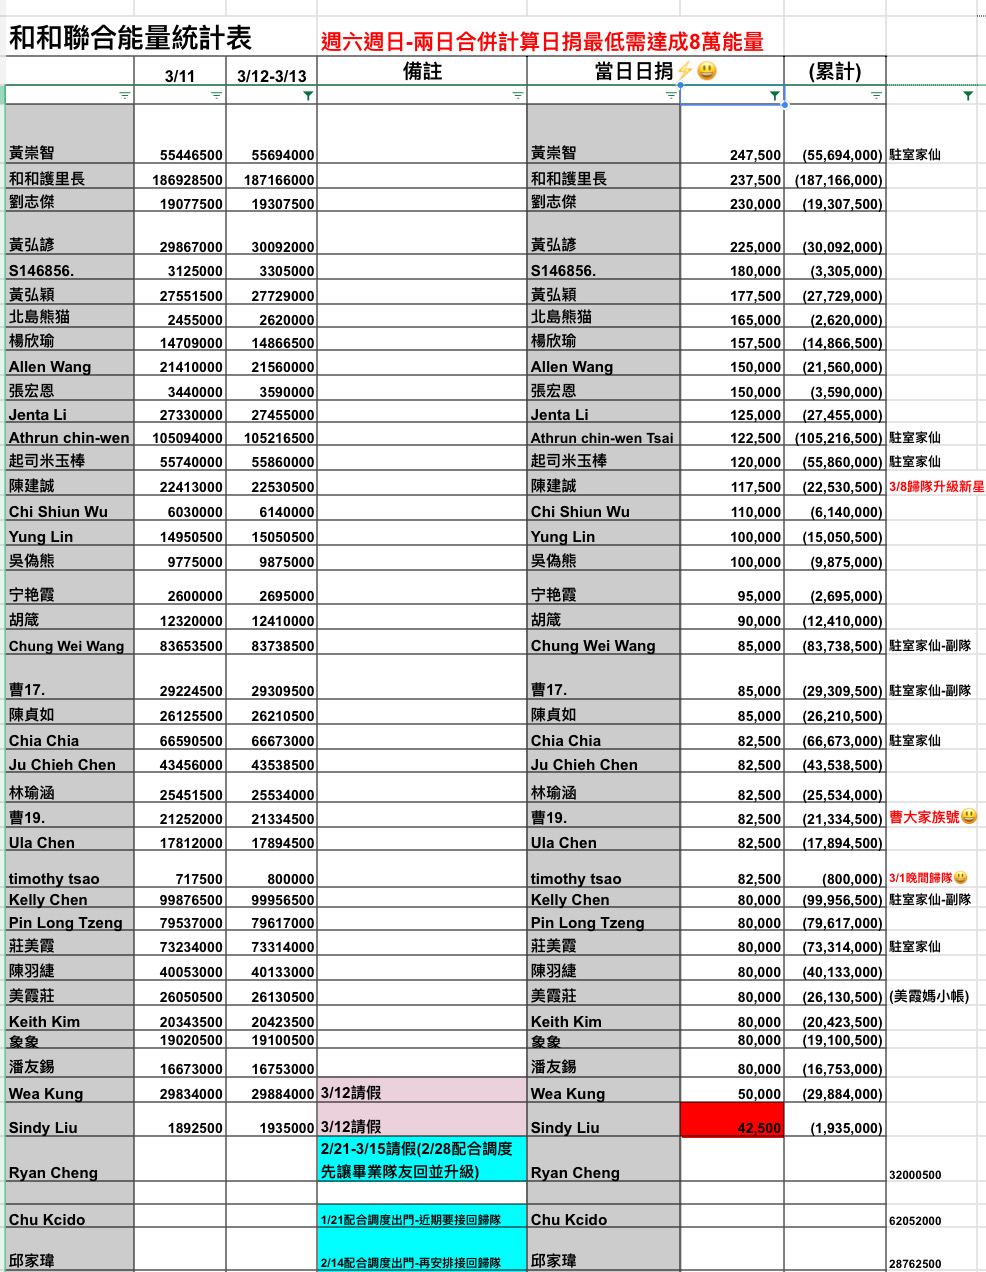 和和聯合能量統計表 週六週日-兩日合併計算日捐最低需達成8萬能量
3/11 3/12-3/13 備註 當日日捐⚡😃 (累計)
黃崇智 55446500 55694000 黃崇智 247,500 (55,694,000) 駐室家仙
和和護里長 186928500 187166000 和和護里長 237,500 (187,166,000)
劉志傑 19077500 19307500 劉志傑 230,000 (19,307,500)
黃弘諺 29867000 30092000 黃弘諺 225,000 (30,092,000)
S146856. 3125000 3305000 S146856. 180,000 (3,305,000)
黃弘穎 27551500 27729000 黃弘穎 177,500 (27,729,000)
北島熊猫 2455000 2620000 北島熊猫 165,000 (2,620,000)
楊欣瑜 14709000 14866500 楊欣瑜 157,500 (14,866,500)
Allen Wang 21410000 21560000 Allen Wang 150,000 (21,560,000)
張宏恩 3440000 3590000 張宏恩 150,000 (3,590,000)
Jenta Li 27330000 27455000 Jenta Li 125,000 (27,455,000)
Athrun chin-wen 105094000 105216500 Athrun chin-wen Tsai 122,500 (105,216,500) 駐室家仙
起司米玉棒 55740000 55860000 起司米玉棒 120,000 (55,860,000) 駐室家仙
陳建誠 22413000 22530500 陳建誠 117,500 (22,530,500) 3/8歸隊升級新星
Chi Shiun Wu 6030000 6140000 Chi Shiun Wu 110,000 (6,140,000)
Yung Lin 14950500 15050500 Yung Lin 100,000 (15,050,500)
吳偽熊 9775000 9875000 吳偽熊 100,000 (9,875,000)
宁艳霞 2600000 2695000 宁艳霞 95,000 (2,695,000)
胡箴 12320000 12410000 胡箴 90,000 (12,410,000)
Chung Wei Wang 83653500 83738500 Chung Wei Wang 85,000 (83,738,500) 駐室家仙-副隊
曹17. 29224500 29309500 曹17. 85,000 (29,309,500) 駐室家仙-副隊
陳貞如 26125500 26210500 陳貞如 85,000 (26,210,500)
Chia Chia 66590500 66673000 Chia Chia 82,500 (66,673,000) 駐室家仙
Ju Chieh Chen 43456000 43538500 Ju Chieh Chen 82,500 (43,538,500)
林瑜涵 25451500 25534000 林瑜涵 82,500 (25,534,000)
曹19. 21252000 21334500 曹19. 82,500 (21,334,500) 曹大家族號😃
Ula Chen 17812000 17894500 Ula Chen 82,500 (17,894,500)
timothy tsao 717500 800000 timothy tsao 82,500 (800,000) 3/1晚間歸隊😃
Kelly Chen 99876500 99956500 Kelly Chen 80,000 (99,956,500) 駐室家仙-副隊
Pin Long Tzeng 79537000 79617000 Pin Long Tzeng 80,000 (79,617,000)
莊美霞 73234000 73314000 莊美霞 80,000 (73,314,000) 駐室家仙
陳羽緁 40053000 40133000 陳羽緁 80,000 (40,133,000)
美霞莊 26050500 26130500 美霞莊 80,000 (26,130,500) (美霞媽小帳)
Keith Kim 20343500 20423500 Keith Kim 80,000 (20,423,500)
象象 19020500 19100500 象象 80,000 (19,100,500)
潘友錫 16673000 16753000 潘友錫 80,000 (16,753,000)
Wea Kung 29834000 29884000 3/12請假 Wea Kung 50,000 (29,884,000)
Sindy Liu 1892500 1935000 3/12請假 Sindy Liu 42,500 (1,935,000)
2/21-3/15請假(2/28配合調度
Ryan Cheng 先讓畢業隊友回並升級) Ryan Cheng 32000500
Chu Kcido 1/21配合調度出門-近期要接回歸隊 Chu Kcido 62052000
邱家瑋 2/14配合調度出門-再安排接回歸隊 邱家瑋 28762500